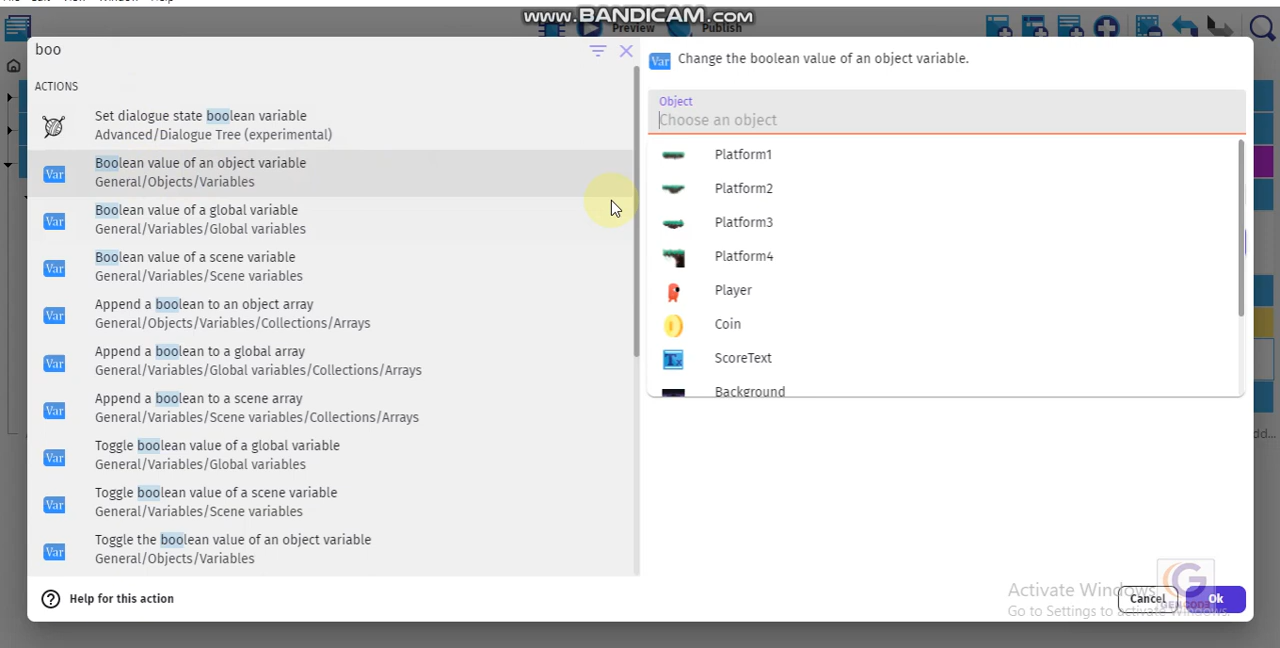 www.BANDICAM.com
Preview
Publish
boo
ACTIONS
Set dialogue state boolean variable
Advanced/Dialogue Tree (experimental)
Boolean value of an object variable
General/Objects/Variables
Boolean value of a global variable
General/Variables/Global variables
Boolean value of a scene variable
General/Variables/Scene variables
Append a boolean to an object array
General/Objects/Variables/Collections/Arrays
Append a boolean to a global array
General/Variables/Global variables/Collections/Arrays
Append a boolean to a scene array
General/Variables/Scene variables/Collections/Arrays
Toggle boolean value of a global variable
General/Variables/Global variables
Toggle boolean value of a scene variable
General/Variables/Scene variables
Toggle the boolean value of an object variable
General/Objects/Variables
Help for this action
Var Change the boolean value of an object variable.
Object
Choose an object
Platform1
Platform2
Platform3
Platform4
Player
Coin
ScoreText
Background
Activate Windows
Go to Settings to activate Windows.
Cancel
Ok